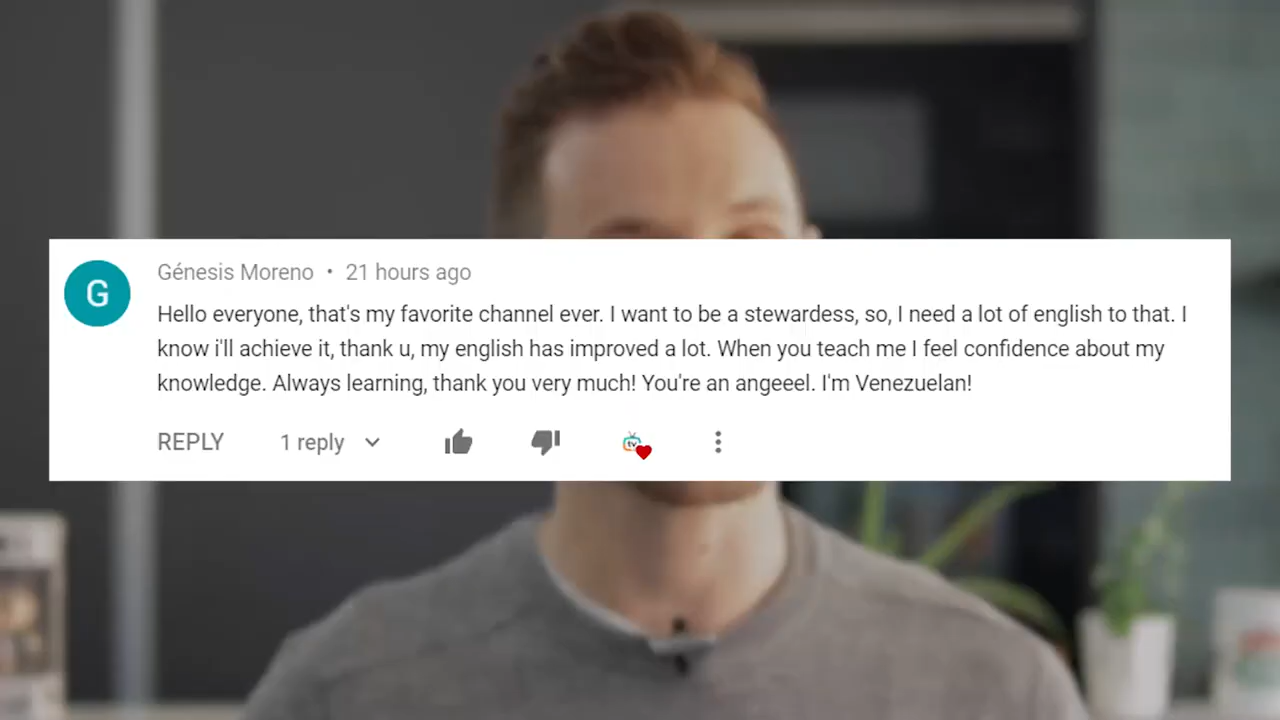 G
Génesis Moreno • 21 hours ago
Hello everyone, that's my favorite channel ever. I want to be a stewardess, so, I need a lot of english to that. I
know i'll achieve it, thank u, my english has improved a lot. When you teach me I feel confidence about my
knowledge. Always learning, thank you very much! You're an angeeel. I'm Venezuelan!
REPLY 1 reply
tv